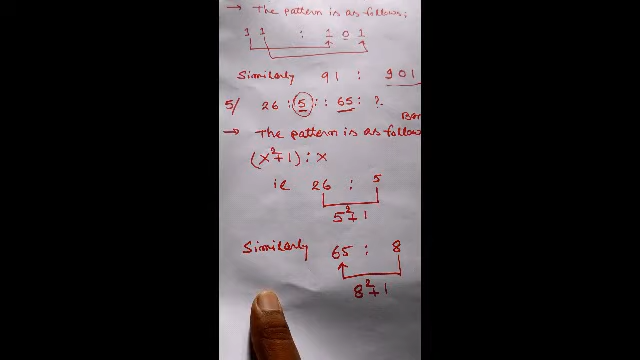 → The pattern is as follows:
1 1 : 1 0 1
Similarly 91 : 901
5/ 26 : 5 :: 65 : ?
→ The pattern is as follow
(x²+1) : x
ie 26 : 5
5²+1
Similarly 65 : 8
8²+1